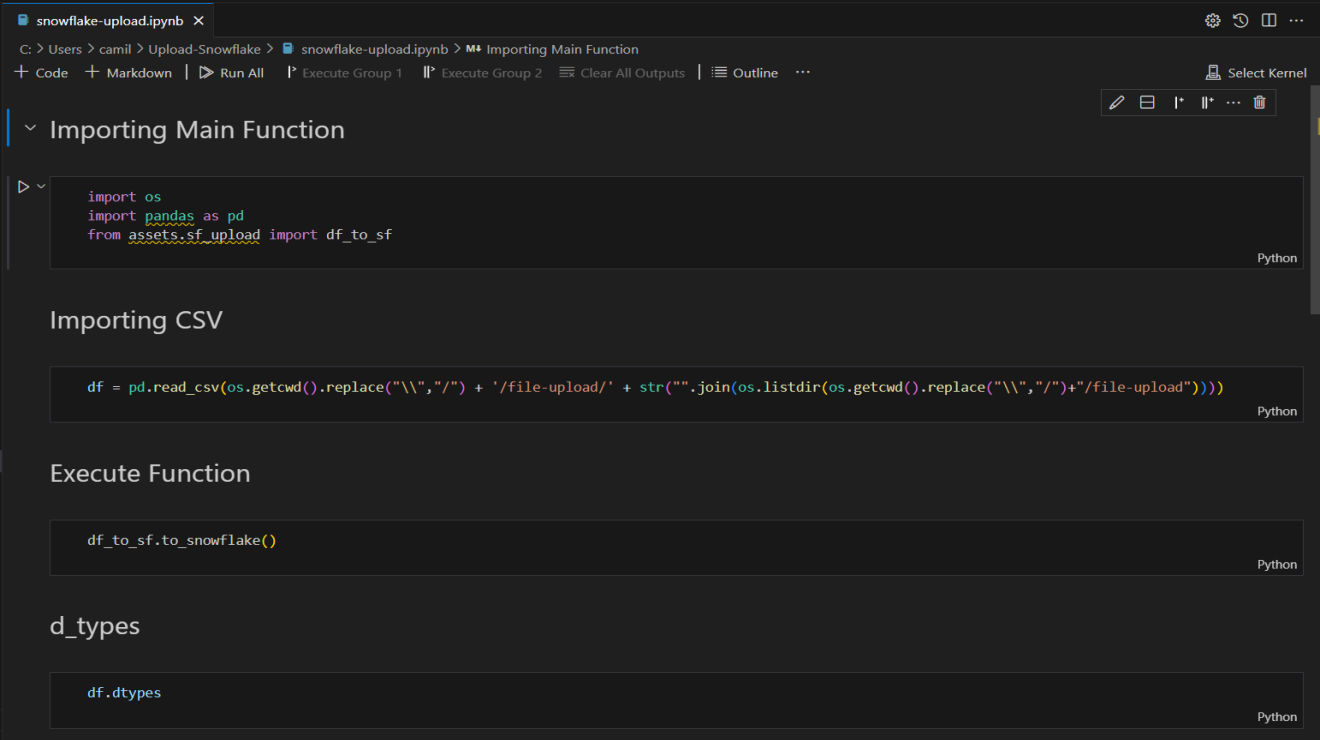 snowflake-upload.ipynb
C: > Users > camil > Upload-Snowflake > snowflake-upload.ipynb > M↓ Importing Main Function
+ Code + Markdown | Run All Execute Group 1 Execute Group 2 Clear All Outputs | Outline ... Select Kernel
Importing Main Function
import os
import pandas as pd
from assets.sf_upload import df_to_sf
Python
Importing CSV
df = pd.read_csv(os.getcwd().replace("\\","/") + '/file-upload/' + str("".join(os.listdir(os.getcwd().replace("\\","/")+"/file-upload"))))
Python
Execute Function
df_to_sf.to_snowflake()
Python
d_types
df.dtypes
Python